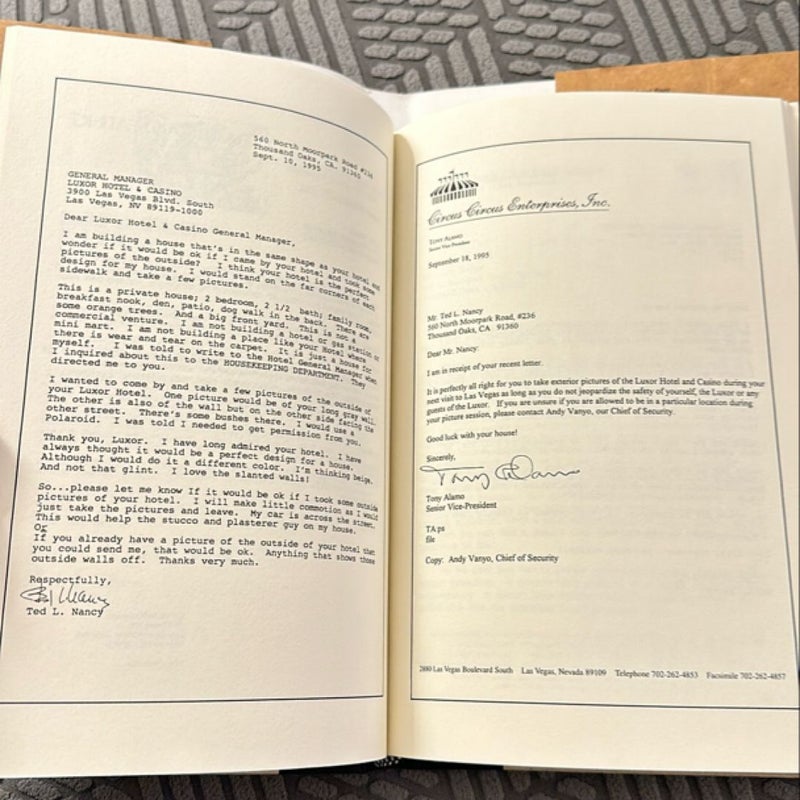 560 North Moorpark Road #236
Thousand Oaks, CA. 91360
Sept. 10, 1995
GENERAL MANAGER
LUXOR HOTEL & CASINO
3900 Las Vegas Blvd. South
Las Vegas, NV 89119-1000
Dear Luxor Hotel & Casino General Manager,
I am building a house that's in the same shape as your hotel and
wonder if it would be ok if I came by your hotel and took some
pictures of the outside? I think your hotel is the perfect
design for my house. I would stand on the far corners of each
sidewalk and take a few pictures.
This is a private house; 2 bedroom, 2 1/2 bath; family room,
breakfast nook, den, patio, dog walk in the back. There are
some orange trees. And a big front yard. This is not a
commercial venture. I am not building a hotel or gas station or
mini mart. I am not building a place like your Hotel where
there is wear and tear on the carpet. It is just a house for
myself. I was told to write to the Hotel General Manager when
I inquired about this to the HOUSEKEEPING DEPARTMENT. They
directed me to you.
I wanted to come by and take a few pictures of the outside of
your Luxor Hotel. One picture would be of your long gray wall.
The other is also of the wall but on the other side facing the
other street. There's some bushes there. I would use a
Polaroid. I was told I needed to get permission from you.
Thank you, Luxor. I have long admired your hotel. I have
always thought it would be a perfect design for a house.
Although I would do it a different color. I'm thinking beige.
And not that glint. I love the slanted walls!
So...please let me know If it would be ok if I took some outside
pictures of your hotel. I will make little commotion as I would
just take the pictures and leave. My car is across the street.
This would help the stucco and plasterer guy on my house.
Or
If you already have a picture of the outside of your hotel that
you could send me, that would be ok. Anything that shows those
outside walls off. Thanks very much.
Respectfully,
Ted L. Nancy
Circus Circus Enterprises, Inc.
TONY ALAMO
Senior Vice President
September 18, 1995
Mr. Ted L. Nancy
560 North Moorpark Road, #236
Thousand Oaks, CA 91360
Dear Mr. Nancy:
I am in receipt of your recent letter.
It is perfectly all right for you to take exterior pictures of the Luxor Hotel and Casino during your
next visit to Las Vegas as long as you do not jeopardize the safety of yourself, the Luxor or any
guests of the Luxor. If you are unsure if you are allowed to be in a particular location during
your picture session, please contact Andy Vanyo, our Chief of Security.
Good luck with your house!
Sincerely,
Tony Alamo
Tony Alamo
Senior Vice-President
TA:ps
file
Copy: Andy Vanyo, Chief of Security
2880 Las Vegas Boulevard South Las Vegas, Nevada 89109 Telephone 702-262-4853 Facsimile 702-262-4857